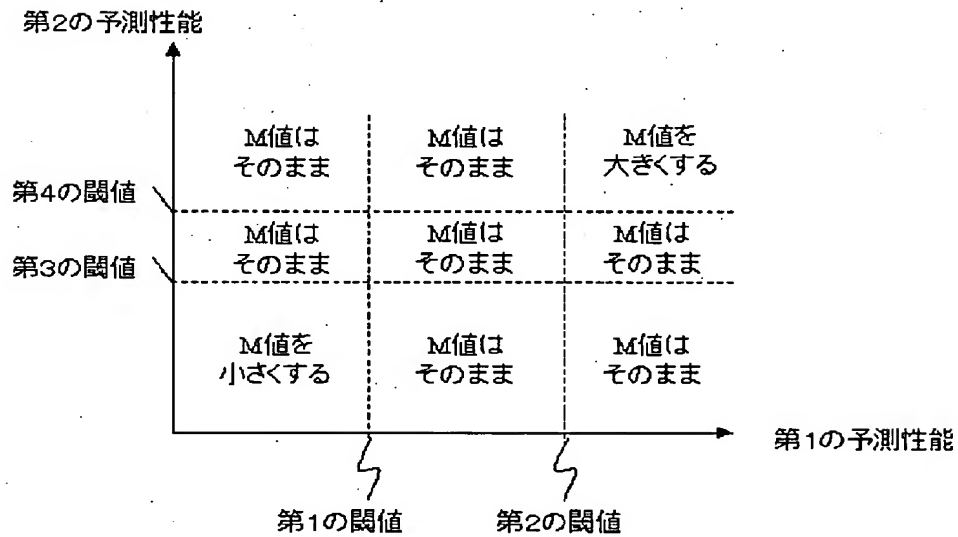 第2の予測性能
M値は
そのまま
M値は
そのまま
M値を
大きくする
第4の閾値
M値は
そのまま
M値は
そのまま
M値は
そのまま
第3の閾値
M値を
小さくする
M値は
そのまま
M値は
そのまま
第1の予測性能
第1の閾値
第2の閾値